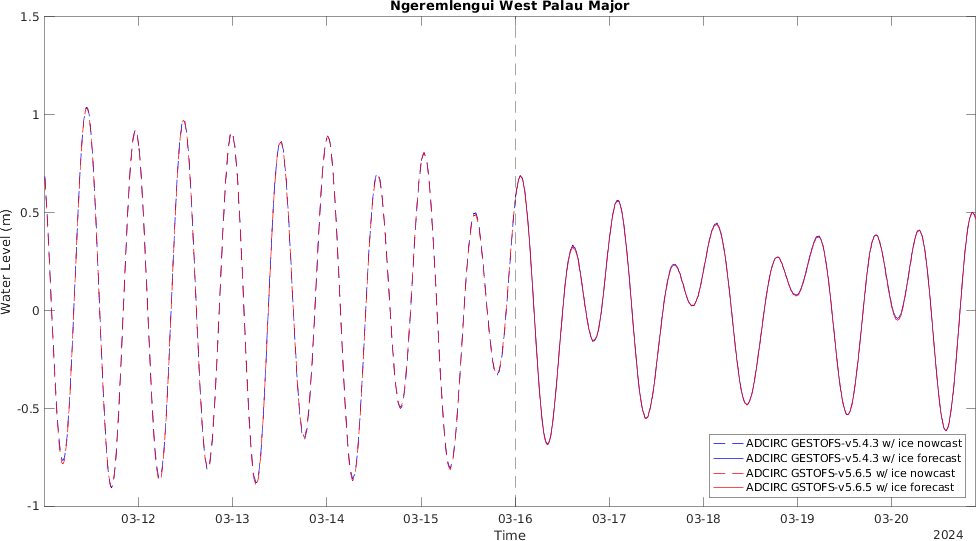 Ngeremlengui West Palau Major
Water Level (m)
1.5
1
0.5
0
-0.5
-1
03-12
03-13
03-14
03-15
03-16
03-17
03-18
03-19
03-20
Time
2024
ADCIRC GESTOFS-v5.4.3 w/ ice nowcast
ADCIRC GESTOFS-v5.4.3 w/ ice forecast
ADCIRC GSTOFS-v5.6.5 w/ ice nowcast
ADCIRC GSTOFS-v5.6.5 w/ ice forecast